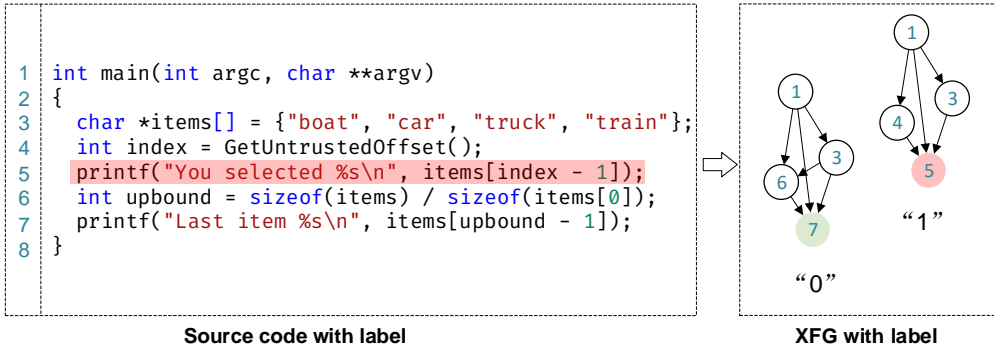 1 int main(int argc, char **argv)
2 {
3 char *items[] = {"boat", "car", "truck", "train"};
4 int index = GetUntrustedOffset();
5 printf("You selected %s\n", items[index - 1]);
6 int upbound = sizeof(items) / sizeof(items[0]);
7 printf("Last item %s\n", items[upbound - 1]);
8 }
Source code with label
1
3
6
7
“0”
1
3
4
5
“1”
XFG with label